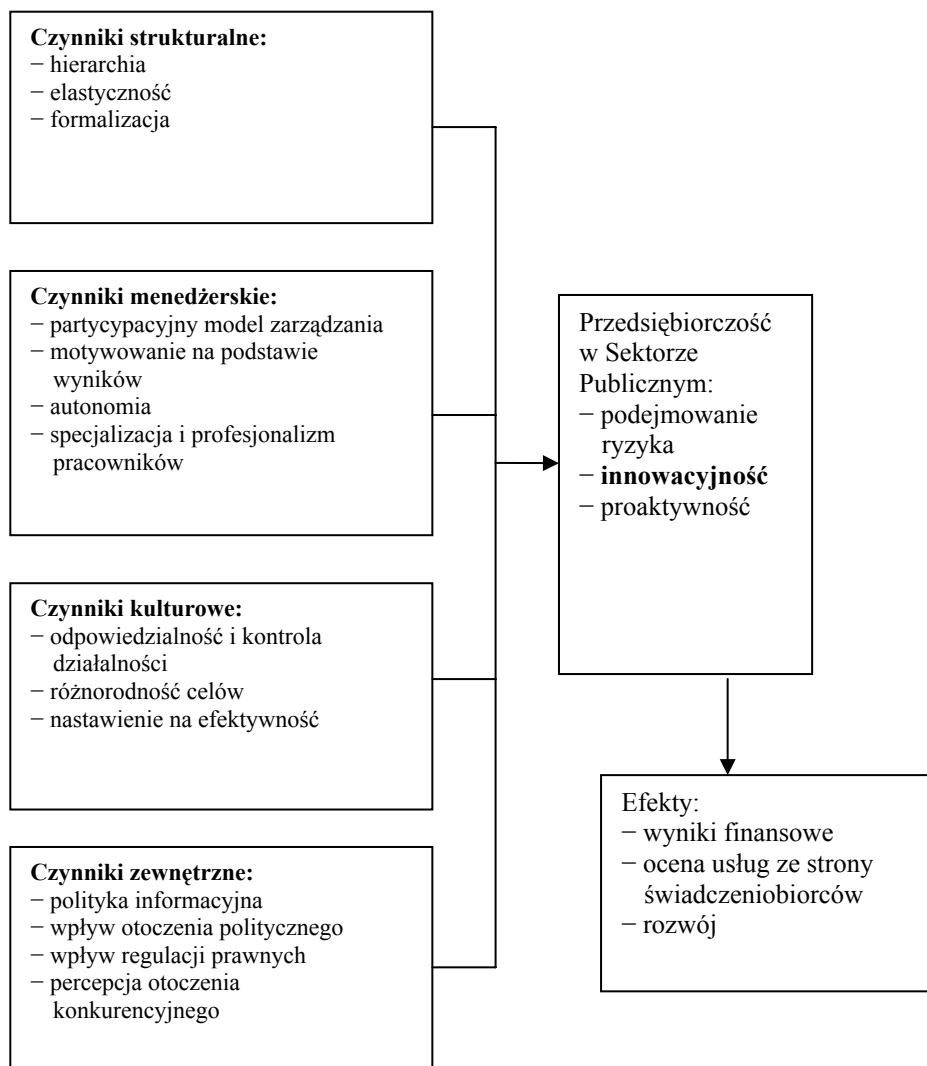 Czynniki strukturalne:
− hierarchia
− elastyczność
− formalizacja
Czynniki menedżerskie:
− partycypacyjny model zarządzania
− motywowanie na podstawie
wyników
− autonomia
− specjalizacja i profesjonalizm
pracowników
Czynniki kulturowe:
− odpowiedzialność i kontrola
działalności
− różnorodność celów
− nastawienie na efektywność
Czynniki zewnętrzne:
− polityka informacyjna
− wpływ otoczenia politycznego
− wpływ regulacji prawnych
− percepcja otoczenia
konkurencyjnego
Przedsiębiorczość
w Sektorze
Publicznym:
− podejmowanie
ryzyka
− innowacyjność
− proaktywność
Efekty:
− wyniki finansowe
− ocena usług ze strony
świadczeniobiorców
− rozwój